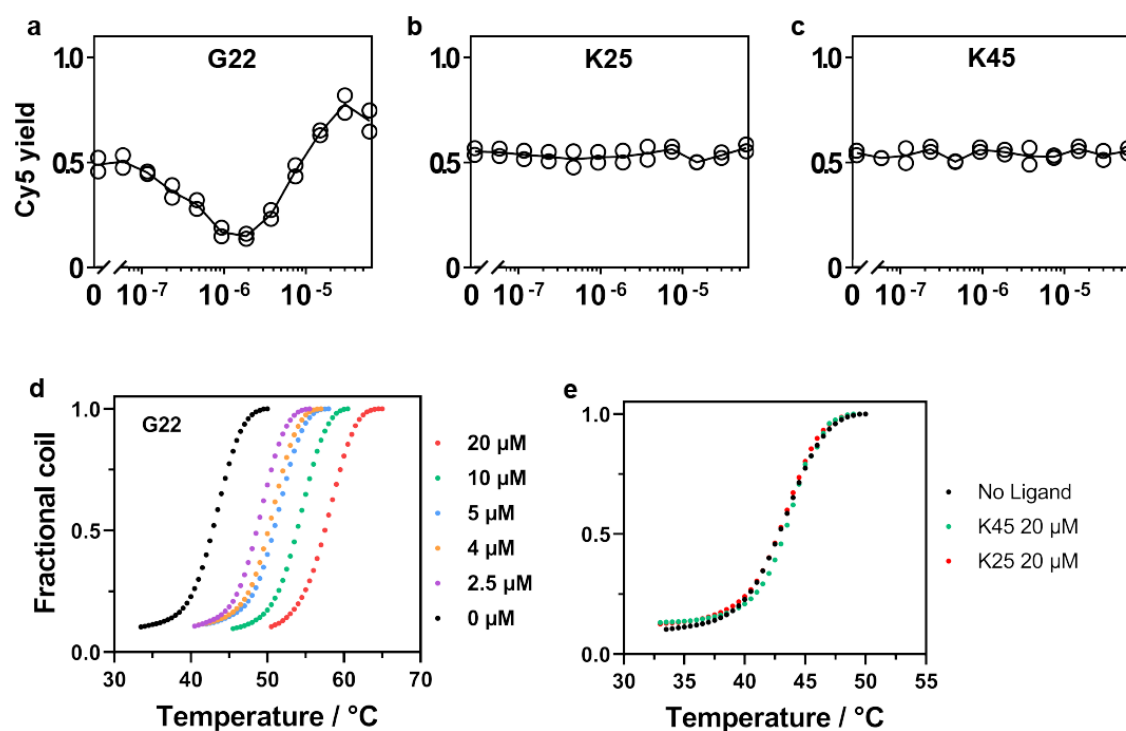 a
G22
Cy5 yield
1.0
0.5
0
0 10⁻⁷ 10⁻⁶ 10⁻⁵
b
K25
1.0
0.5
0
0 10⁻⁷ 10⁻⁶ 10⁻⁵
c
K45
1.0
0.5
0
0 10⁻⁷ 10⁻⁶ 10⁻⁵
d
G22
Fractional coil
1.0
0.5
0.0
30 40 50 60 70
Temperature / °C
20 µM
10 µM
5 µM
4 µM
2.5 µM
0 µM
e
1.0
0.5
0.0
30 35 40 45 50 55
Temperature / °C
No Ligand
K45 20 µM
K25 20 µM